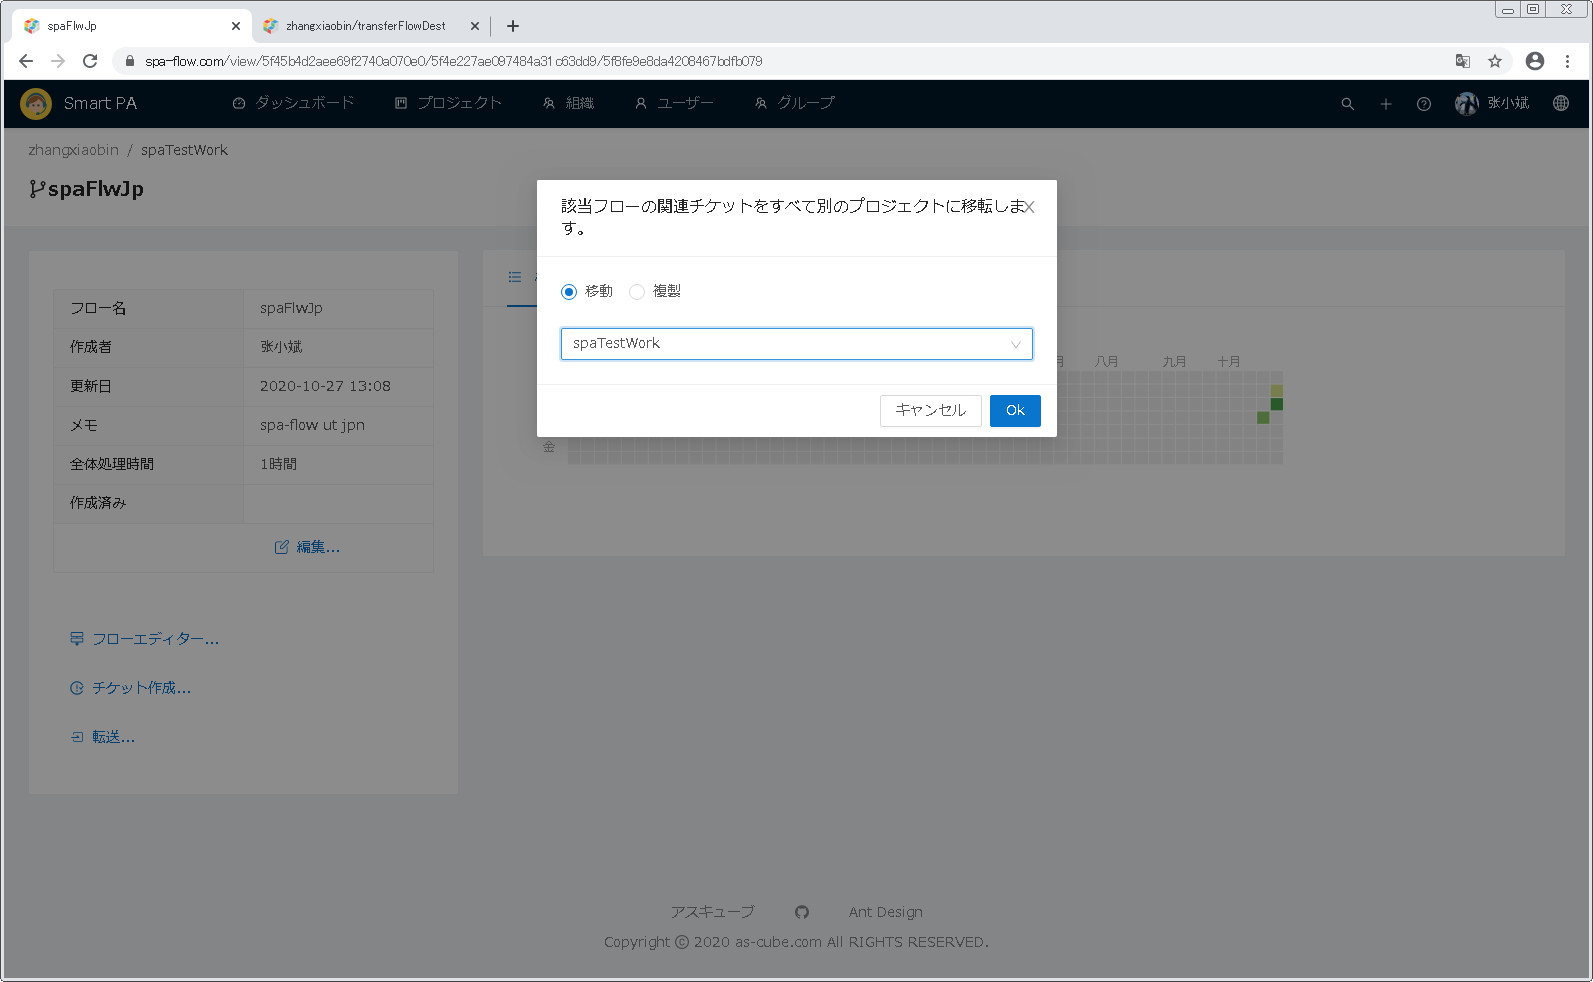 spaFlwJp
zhangxiaobin/transferFlowDest
spa-flow.com/view/5f45b4d2aee69f2740a070e0/5f4e227ae097484a31c63dd9/5f8fe9e8da4208467bdfb079
Smart PA
ダッシュボード
プロジェクト
組織
ユーザー
グループ
张小斌
zhangxiaobin / spaTestWork
spaFlwJp
該当フローの関連チケットをすべて別のプロジェクトに移転しま
す。
移動
複製
spaTestWork
キャンセル
Ok
フロー名 spaFlwJp
作成者 张小斌
更新日 2020-10-27 13:08
メモ spa-flow ut jpn
全体処理時間 1時間
作成済み
編集...
フローエディター...
チケット作成...
転送...
月 八月 九月 十月
金
アスキューブ
Ant Design
Copyright © 2020 as-cube.com All RIGHTS RESERVED.